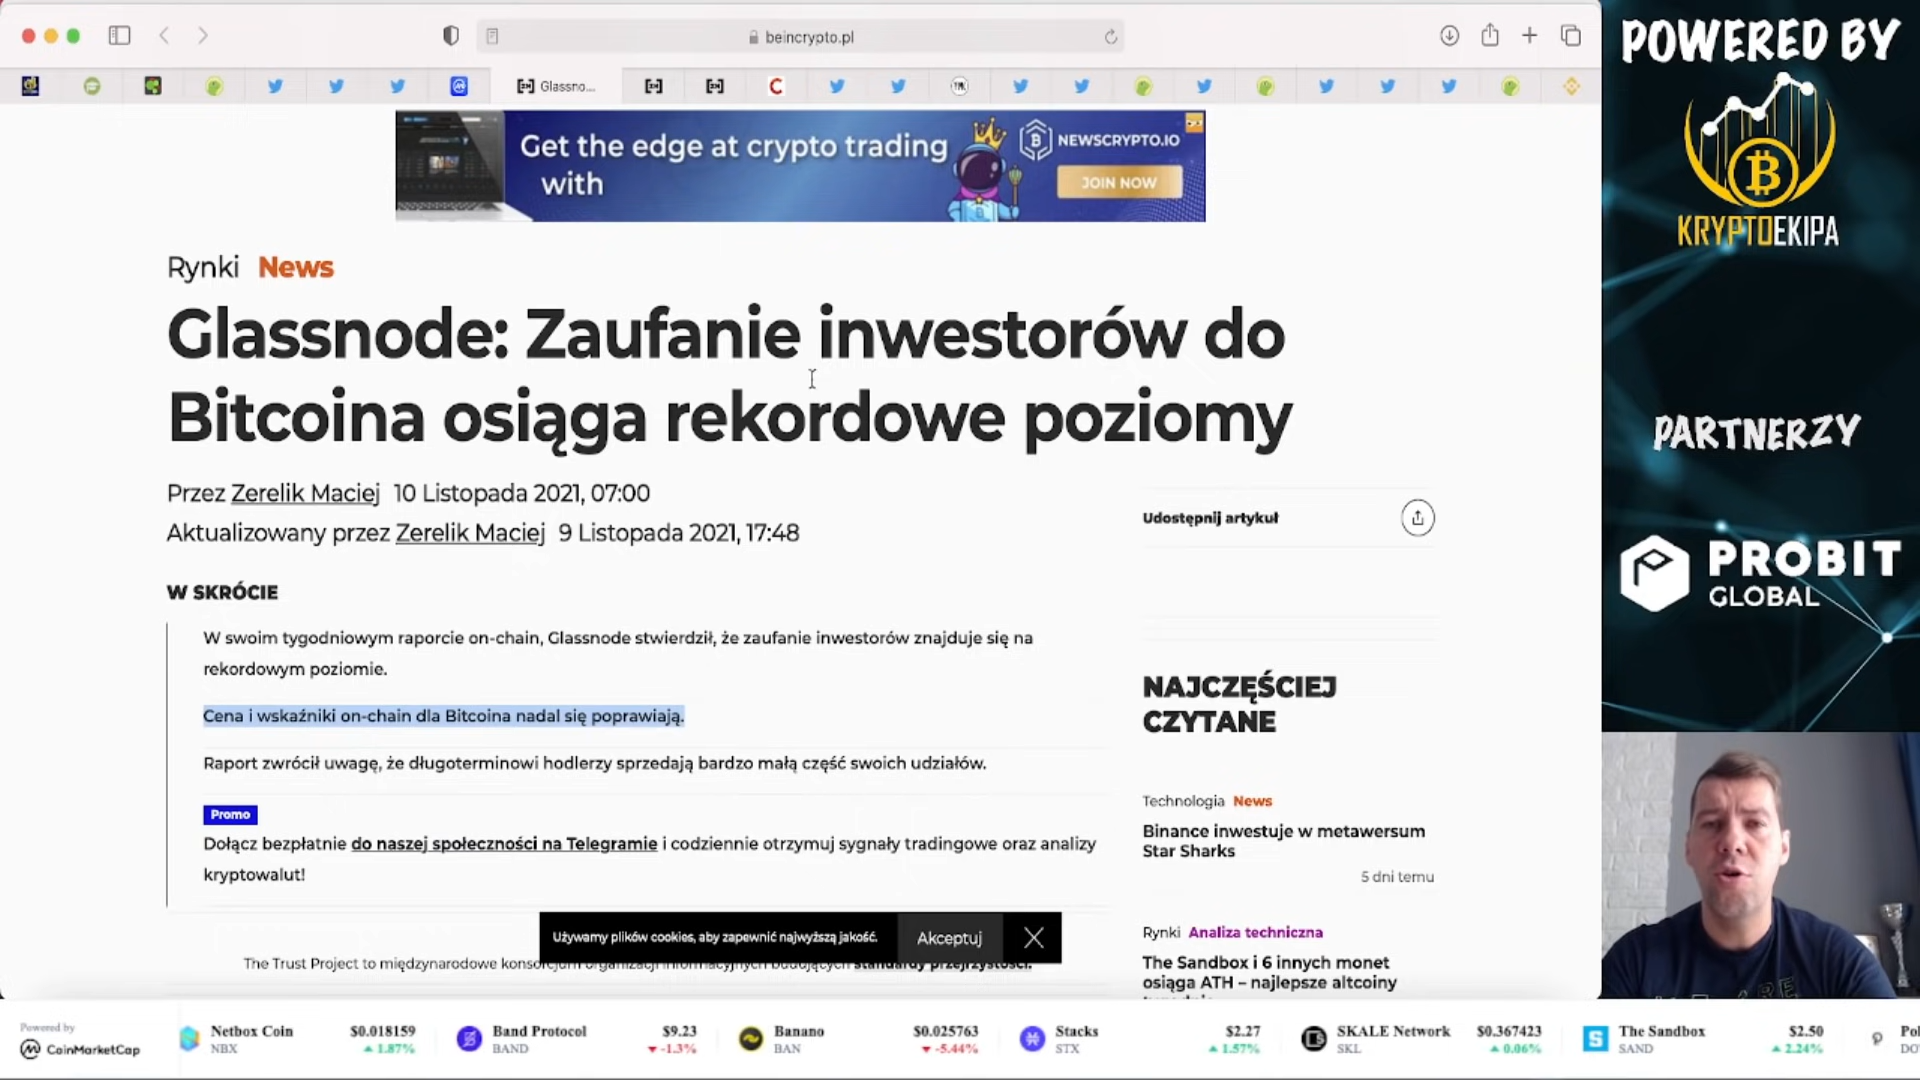 beincrypto.pl
Glassno...
Get the edge at crypto trading
with
NEWSCRYPTO.IO
JOIN NOW
Rynki News
Glassnode: Zaufanie inwestorów do
Bitcoina osiąga rekordowe poziomy
Przez Zerelik Maciej 10 Listopada 2021, 07:00
Aktualizowany przez Zerelik Maciej 9 Listopada 2021, 17:48
W SKRÓCIE
W swoim tygodniowym raporcie on-chain, Glassnode stwierdził, że zaufanie inwestorów znajduje się na
rekordowym poziomie.
Cena i wskaźniki on-chain dla Bitcoina nadal się poprawiają.
Raport zwrócił uwagę, że długoterminowi hodlerzy sprzedają bardzo małą część swoich udziałów.
Promo
Dołącz bezpłatnie do naszej społeczności na Telegramie i codziennie otrzymuj sygnały tradingowe oraz analizy
kryptowalut!
Używamy plików cookies, aby zapewnić najwyższą jakość.
Akceptuj
The Trust Project to międzynarodowe konsorcjum organizacji informacyjnych budujących standardy przejrzystości.
Udostępnij artykuł
NAJCZĘŚCIEJ
CZYTANE
Technologia News
Binance inwestuje w metawersum
Star Sharks
5 dni temu
Rynki Analiza techniczna
The Sandbox i 6 innych monet
osiąga ATH – najlepsze altcoiny
POWERED BY
KRYPTOEKIPA
PARTNERZY
PROBIT
GLOBAL
Powered by
CoinMarketCap
Netbox Coin $0.018159
NBX 1.87%
Band Protocol $9.23
BAND -1.3%
Banano $0.025763
BAN -5.44%
Stacks $2.27
STX 1.57%
SKALE Network $0.367423
SKL 0.06%
The Sandbox $2.50
SAND 2.24%